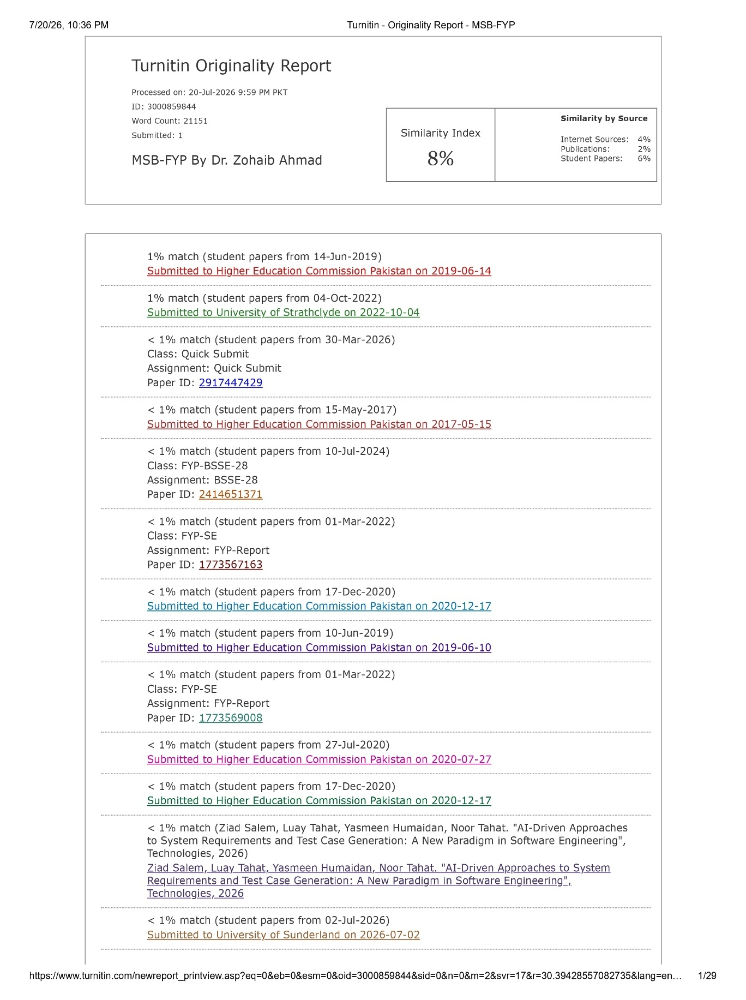 7/20/26, 10:36 PM
Turnitin - Originality Report - MSB-FYP
Turnitin Originality Report
Processed on: 20-Jul-2026 9:59 PM PKT
ID: 3000859844
Word Count: 21151
Submitted: 1
MSB-FYP By Dr. Zohaib Ahmad
Similarity Index
8%
Similarity by Source
Internet Sources: 4%
Publications: 2%
Student Papers: 6%
1% match (student papers from 14-Jun-2019)
Submitted to Higher Education Commission Pakistan on 2019-06-14
1% match (student papers from 04-Oct-2022)
Submitted to University of Strathclyde on 2022-10-04
< 1% match (student papers from 30-Mar-2026)
Class: Quick Submit
Assignment: Quick Submit
Paper ID: 2917447429
< 1% match (student papers from 15-May-2017)
Submitted to Higher Education Commission Pakistan on 2017-05-15
< 1% match (student papers from 10-Jul-2024)
Class: FYP-BSSE-28
Assignment: BSSE-28
Paper ID: 2414651371
< 1% match (student papers from 01-Mar-2022)
Class: FYP-SE
Assignment: FYP-Report
Paper ID: 1773567163
< 1% match (student papers from 17-Dec-2020)
Submitted to Higher Education Commission Pakistan on 2020-12-17
< 1% match (student papers from 10-Jun-2019)
Submitted to Higher Education Commission Pakistan on 2019-06-10
< 1% match (student papers from 01-Mar-2022)
Class: FYP-SE
Assignment: FYP-Report
Paper ID: 1773569008
< 1% match (student papers from 27-Jul-2020)
Submitted to Higher Education Commission Pakistan on 2020-07-27
< 1% match (student papers from 17-Dec-2020)
Submitted to Higher Education Commission Pakistan on 2020-12-17
< 1% match (Ziad Salem, Luay Tahat, Yasmeen Humaidan, Noor Tahat. "AI-Driven Approaches
to System Requirements and Test Case Generation: A New Paradigm in Software Engineering",
Technologies, 2026)
Ziad Salem, Luay Tahat, Yasmeen Humaidan, Noor Tahat. "AI-Driven Approaches to System
Requirements and Test Case Generation: A New Paradigm in Software Engineering",
Technologies, 2026
< 1% match (student papers from 02-Jul-2026)
Submitted to University of Sunderland on 2026-07-02
https://www.turnitin.com/newreport_printview.asp?eq=0&eb=0&esm=0&oid=3000859844&sid=0&n=0&m=2&svr=17&r=30.39428557082735&lang=en…
1/29